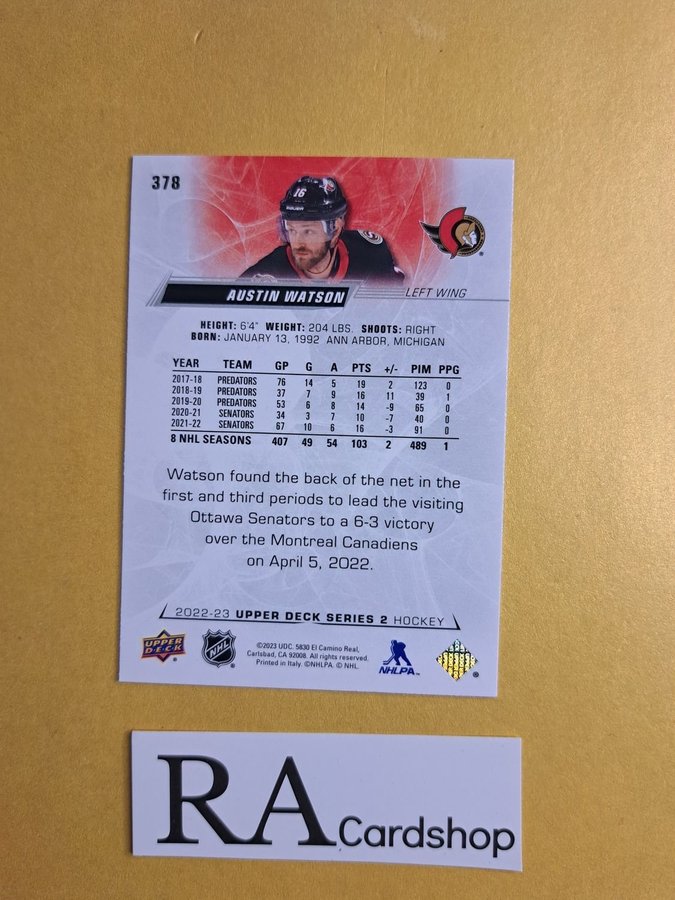 378
16
AUSTIN WATSON
LEFT WING
HEIGHT: 6'4" WEIGHT: 204 LBS. SHOOTS: RIGHT
BORN: JANUARY 13, 1992 ANN ARBOR, MICHIGAN
YEAR TEAM GP G A PTS +/- PIM PPG
2017-18 PREDATORS 76 14 5 19 2 123 0
2018-19 PREDATORS 37 7 9 16 11 39 1
2019-20 PREDATORS 53 6 8 14 -9 65 0
2020-21 SENATORS 34 3 7 10 -7 40 0
2021-22 SENATORS 67 10 6 16 -3 91 0
8 NHL SEASONS 407 49 54 103 2 489 1
Watson found the back of the net in the
first and third periods to lead the visiting
Ottawa Senators to a 6-3 victory
over the Montreal Canadiens
on April 5, 2022.
2022-23 UPPER DECK SERIES 2 HOCKEY
UPPER DECK
NHL
©2023 UDC. 5830 El Camino Real,
Carlsbad, CA 92008. All rights reserved.
Printed in Italy. ©NHLPA. © NHL.
NHLPA
RA Cardshop